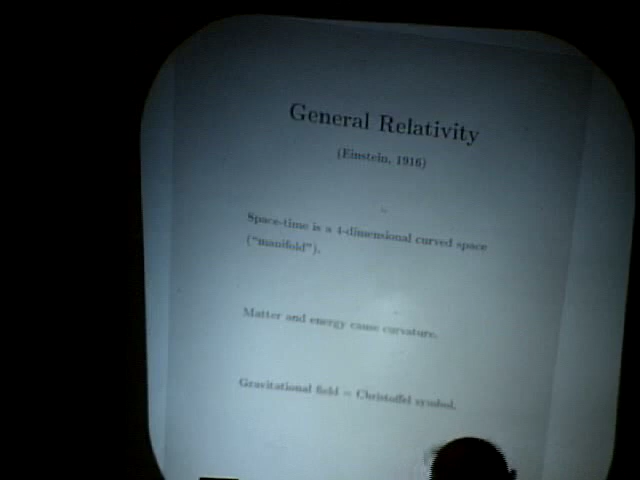 General Relativity
(Einstein, 1916)
Space-time is a 4-dimensional curved space
("manifold").
Matter and energy cause curvature.
Gravitational field = Christoffel symbol.